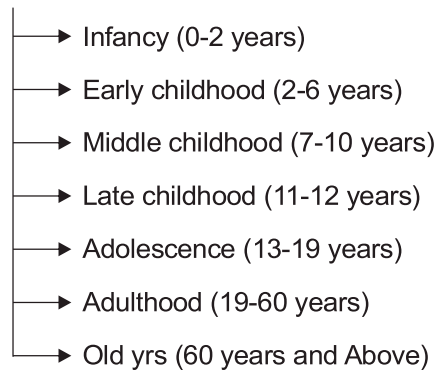 Infancy (0-2 years)
Early childhood (2-6 years)
Middle childhood (7-10 years)
Late childhood (11-12 years)
Adolescence (13-19 years)
Adulthood (19-60 years)
Old yrs (60 years and Above)